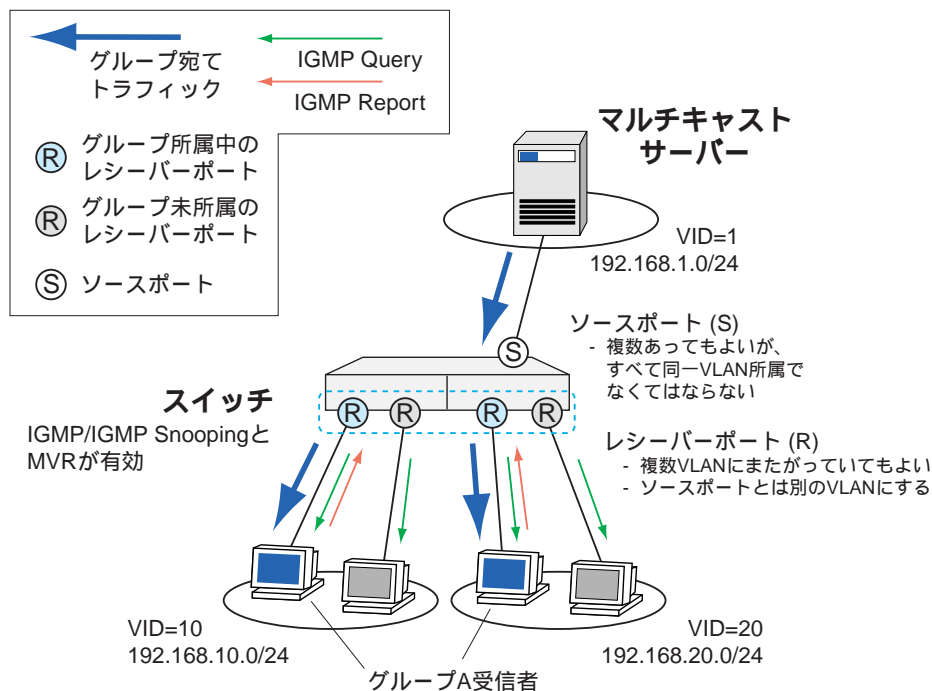 グループ宛て
トラフィック
IGMP Query
IGMP Report
R
グループ所属中の
レシーバーポート
R
グループ未所属の
レシーバーポート
S
ソースポート
マルチキャスト
サーバー
VID=1
192.168.1.0/24
ソースポート (S)
- 複数あってもよいが、
すべて同一VLAN所属で
なくてはならない
S
スイッチ
IGMP/IGMP Snoopingと
MVRが有効
R R R R
レシーバーポート (R)
- 複数VLANにまたがっていてもよい
- ソースポートとは別のVLANにする
VID=10
192.168.10.0/24
VID=20
192.168.20.0/24
グループA受信者